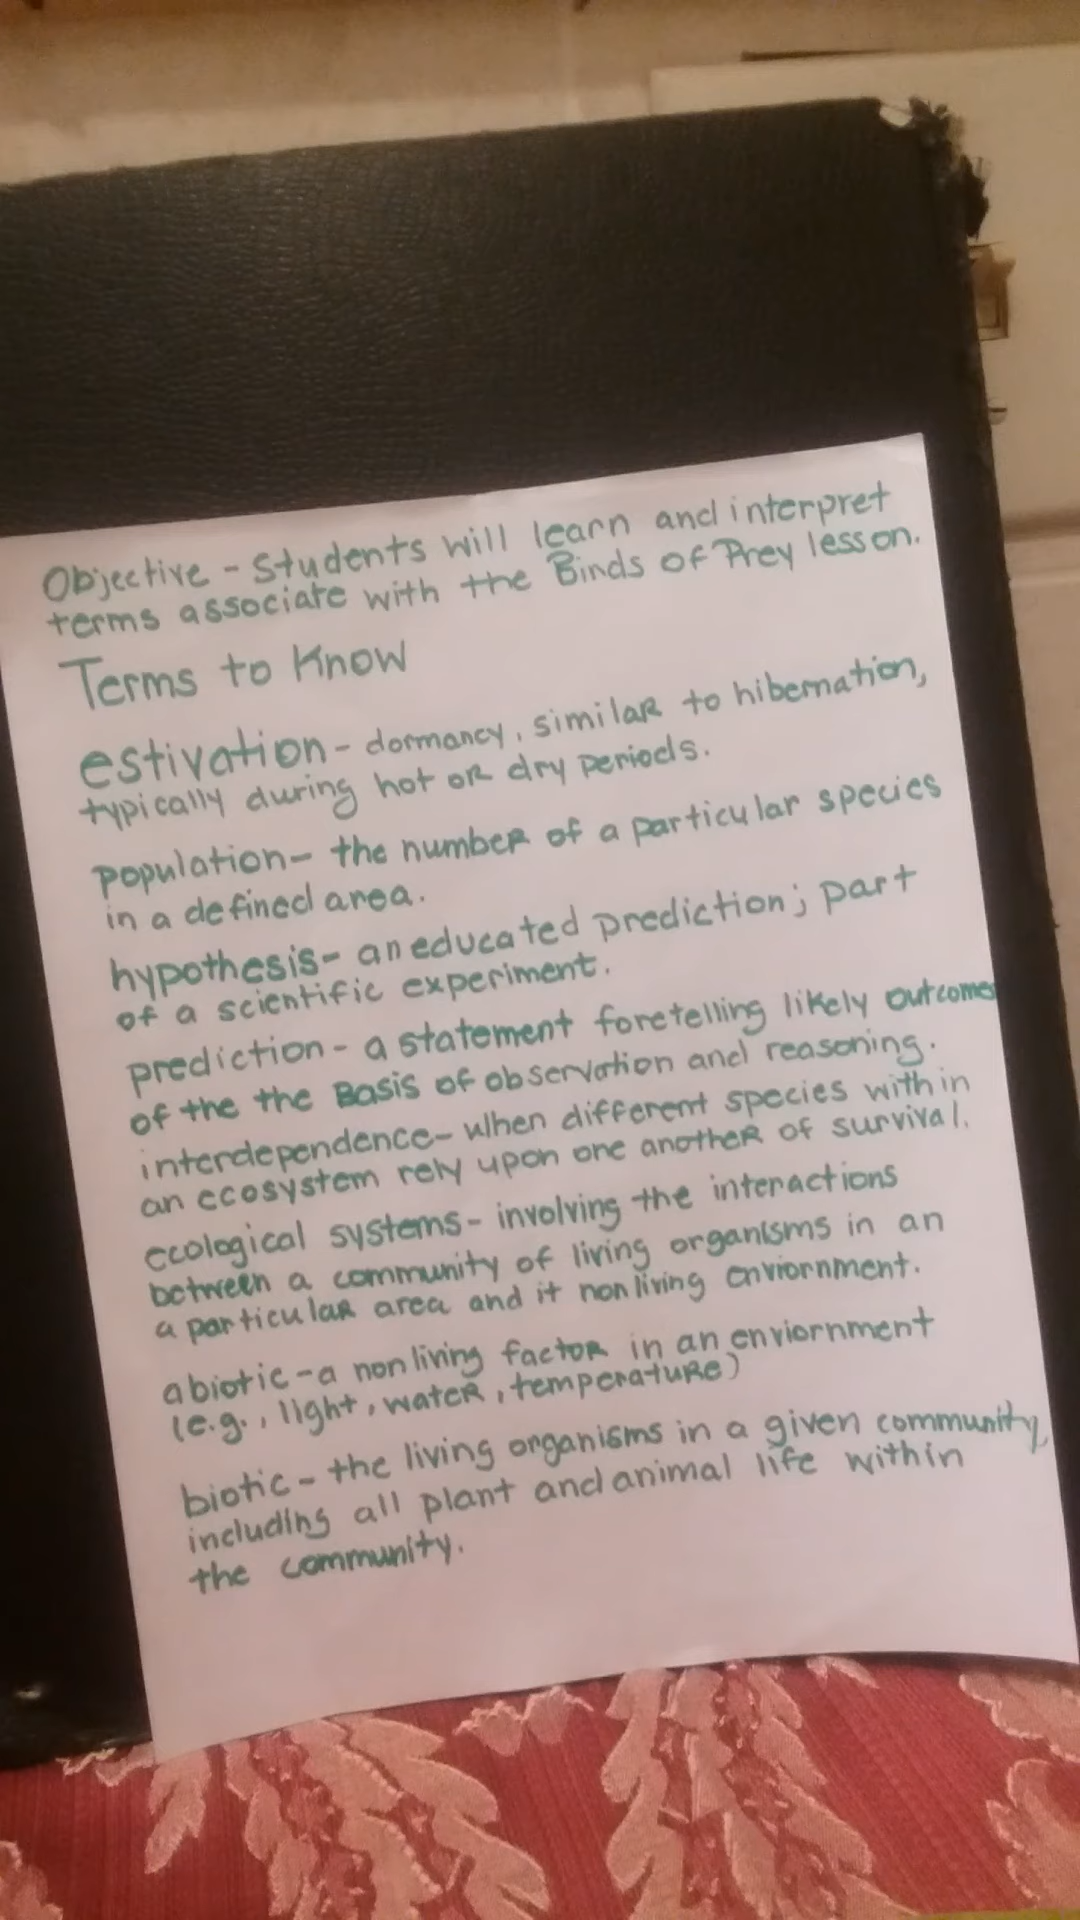 Objective - Students will learn and interpret
terms associate with the Binds of Prey lesson.
Terms to Know
estivation - dormancy, similar to hibernation,
typically during hot or dry periods.
population - the number of a particular species
in a defined area.
hypothesis - an educated prediction; part
of a scientific experiment.
prediction - a statement foretelling likely outcomes
of the the Basis of observation and reasoning.
interdependence - when different species within
an ecosystem rely upon one another of survival.
ecological systems - involving the interactions
between a community of living organisms in an
a particular area and it nonliving enviornment.
abiotic - a nonliving factor in an enviornment
(e.g., light, water, temperature)
biotic - the living organisms in a given community,
including all plant and animal life within
the community.